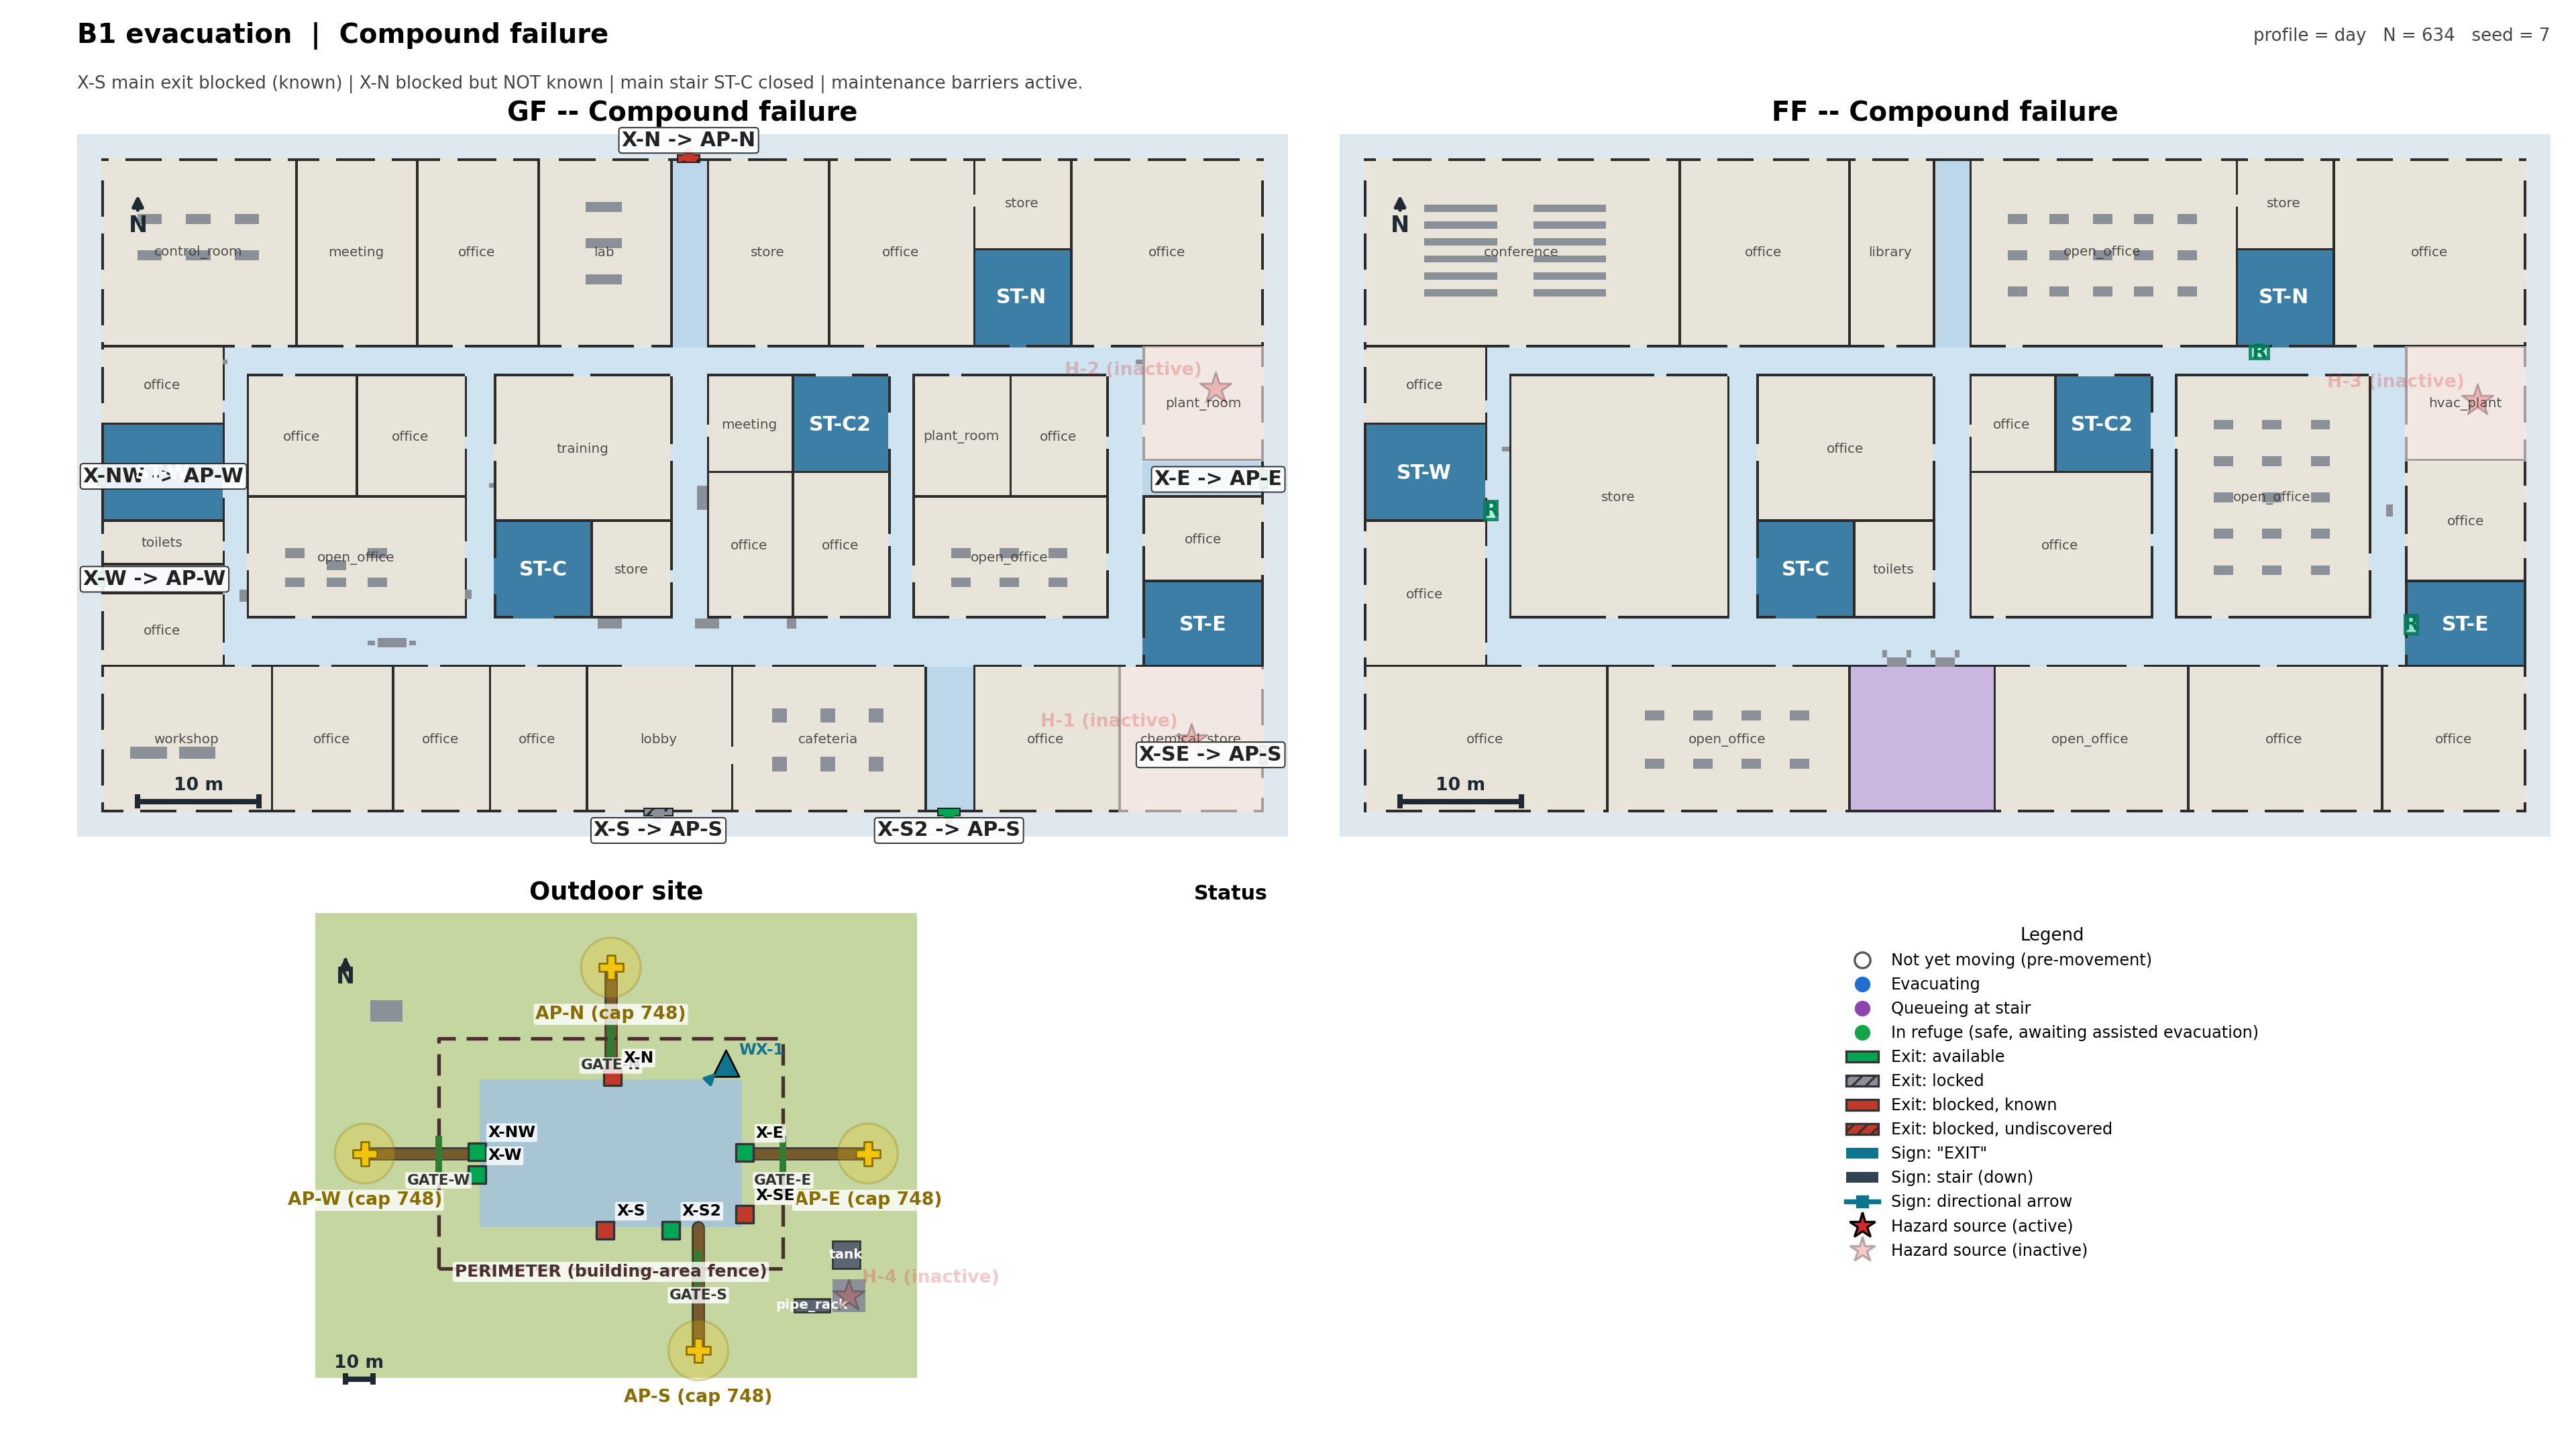 B1 evacuation | Compound failure
profile = day N = 634 seed = 7
X-S main exit blocked (known) | X-N blocked but NOT known | main stair ST-C closed | maintenance barriers active.
GF -- Compound failure
X-N -> AP-N
N
control_room
meeting
office
lab
store
office
store
ST-N
office
H-2 (inactive)
plant_room
office
office
office
training
meeting
ST-C2
plant_room
office
X-NW -> AP-W
X-E -> AP-E
toilets
open_office
ST-C
store
office
office
open_office
office
X-W -> AP-W
office
ST-E
workshop
office
office
office
lobby
cafeteria
office
H-1 (inactive)
chemical_store
X-SE -> AP-S
10 m
X-S -> AP-S
X-S2 -> AP-S
FF -- Compound failure
N
conference
office
library
open_office
store
ST-N
office
R
H-3 (inactive)
hvac_plant
office
ST-W
R
store
office
office
ST-C2
open_office
office
office
ST-C
toilets
office
R
ST-E
office
open_office
open_office
office
office
10 m
Outdoor site
N
AP-N (cap 748)
WX-1
GATE-N
X-N
X-NW
X-W
X-E
GATE-W
GATE-E
AP-W (cap 748)
X-SE
AP-E (cap 748)
X-S
X-S2
tank
PERIMETER (building-area fence)
H-4 (inactive)
GATE-S
pipe_rack
10 m
AP-S (cap 748)
Status
Legend
Not yet moving (pre-movement)
Evacuating
Queueing at stair
In refuge (safe, awaiting assisted evacuation)
Exit: available
Exit: locked
Exit: blocked, known
Exit: blocked, undiscovered
Sign: "EXIT"
Sign: stair (down)
Sign: directional arrow
Hazard source (active)
Hazard source (inactive)